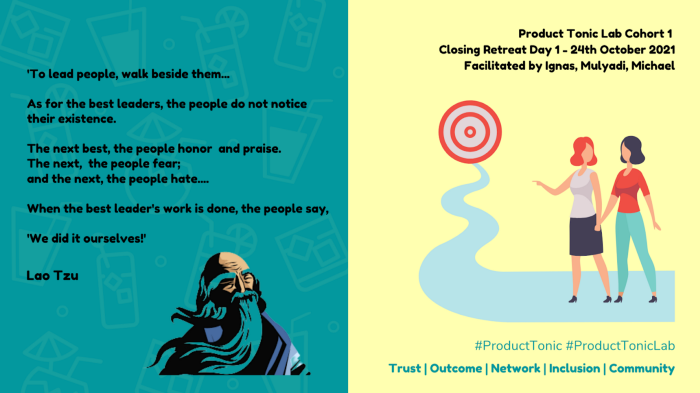 'To lead people, walk beside them...
As for the best leaders, the people do not notice
their existence.
The next best, the people honor and praise.
The next, the people fear;
and the next, the people hate....
When the best leader's work is done, the people say,
'We did it ourselves!'
Lao Tzu
Product Tonic Lab Cohort 1
Closing Retreat Day 1 - 24th October 2021
Facilitated by Ignas, Mulyadi, Michael
#ProductTonic #ProductTonicLab
Trust | Outcome | Network | Inclusion | Community